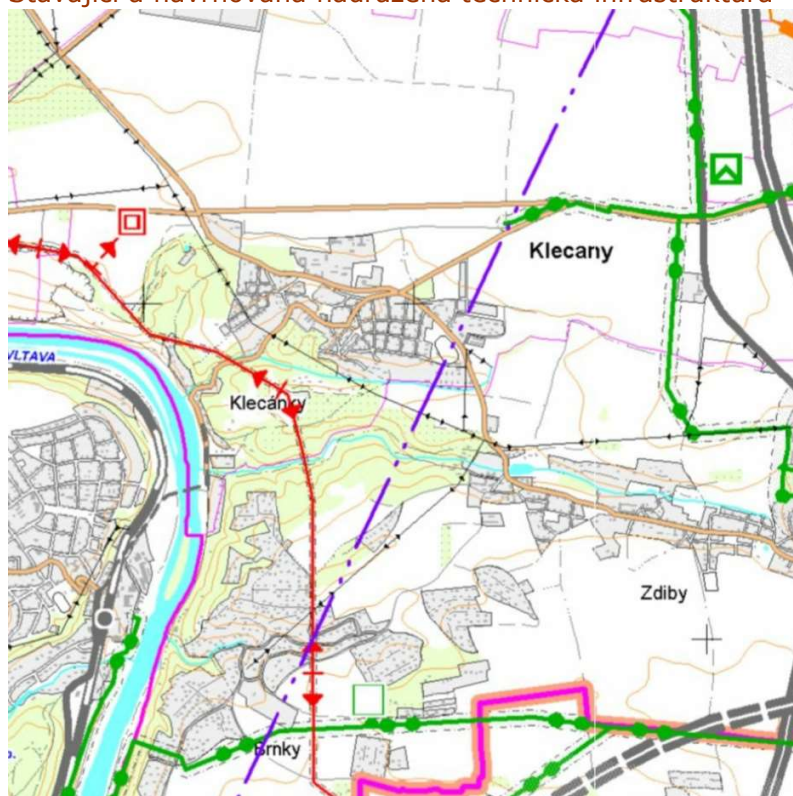 Stávající a navrhovaná nadřazená technická infrastruktura
Klecany
VLTAVA
Klecánky
Zdiby
Brnky